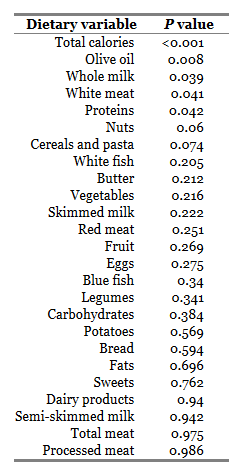 Dietary variable P value
Total calories <0.001
Olive oil 0.008
Whole milk 0.039
White meat 0.041
Proteins 0.042
Nuts 0.06
Cereals and pasta 0.074
White fish 0.205
Butter 0.212
Vegetables 0.216
Skimmed milk 0.222
Red meat 0.251
Fruit 0.269
Eggs 0.275
Blue fish 0.34
Legumes 0.341
Carbohydrates 0.384
Potatoes 0.569
Bread 0.594
Fats 0.696
Sweets 0.762
Dairy products 0.94
Semi-skimmed milk 0.942
Total meat 0.975
Processed meat 0.986